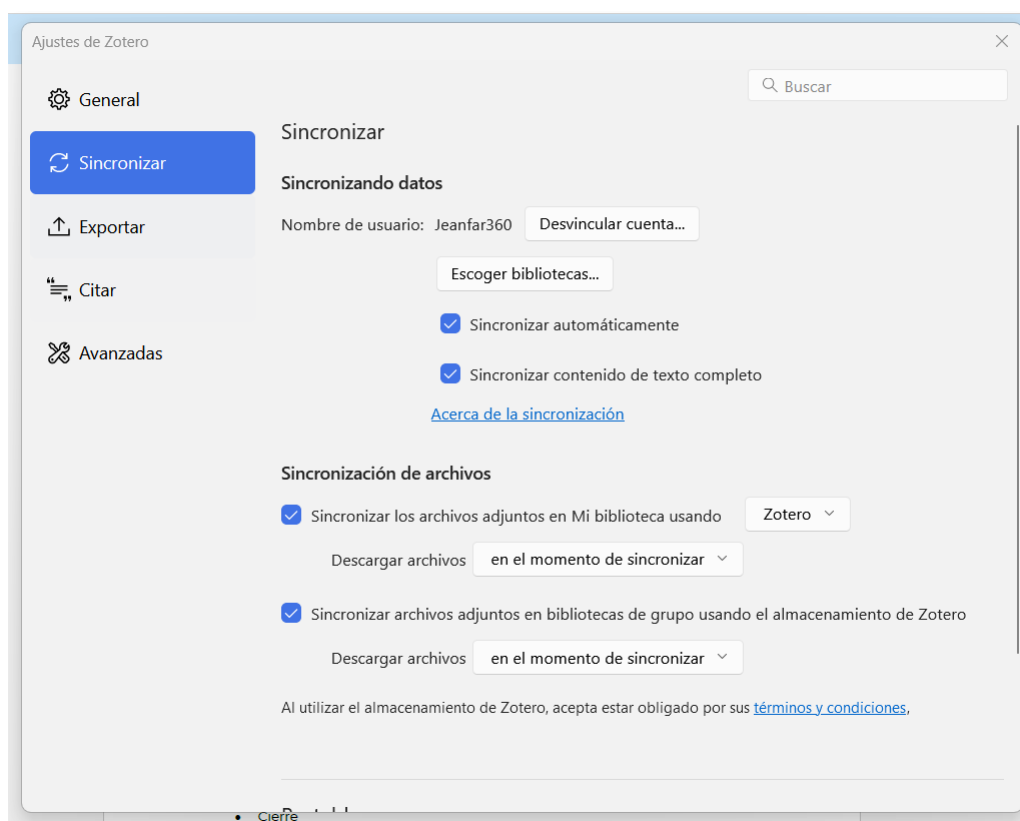 Ajustes de Zotero
Buscar
General
Sincronizar
Exportar
Citar
Avanzadas
Sincronizar
Sincronizando datos
Nombre de usuario: Jeanfar360 Desvincular cuenta...
Escoger bibliotecas...
Sincronizar automáticamente
Sincronizar contenido de texto completo
Acerca de la sincronización
Sincronización de archivos
Sincronizar los archivos adjuntos en Mi biblioteca usando Zotero
Descargar archivos en el momento de sincronizar
Sincronizar archivos adjuntos en bibliotecas de grupo usando el almacenamiento de Zotero
Descargar archivos en el momento de sincronizar
Al utilizar el almacenamiento de Zotero, acepta estar obligado por sus términos y condiciones,
• Cierre